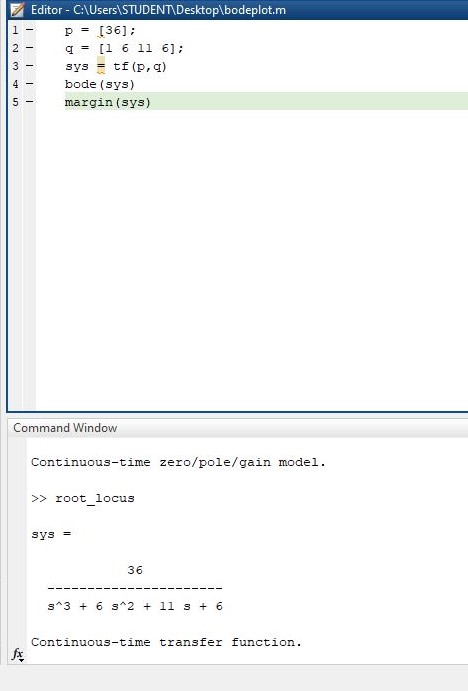 Editor - C:\Users\STUDENT\Desktop\bodeplot.m
1 - p = [36];
2 - q = [1 6 11 6];
3 - sys = tf(p,q)
4 - bode(sys)
5 - margin(sys)
Command Window
Continuous-time zero/pole/gain model.
>> root_locus
sys =
36
----------------------
s^3 + 6 s^2 + 11 s + 6
Continuous-time transfer function.
fx